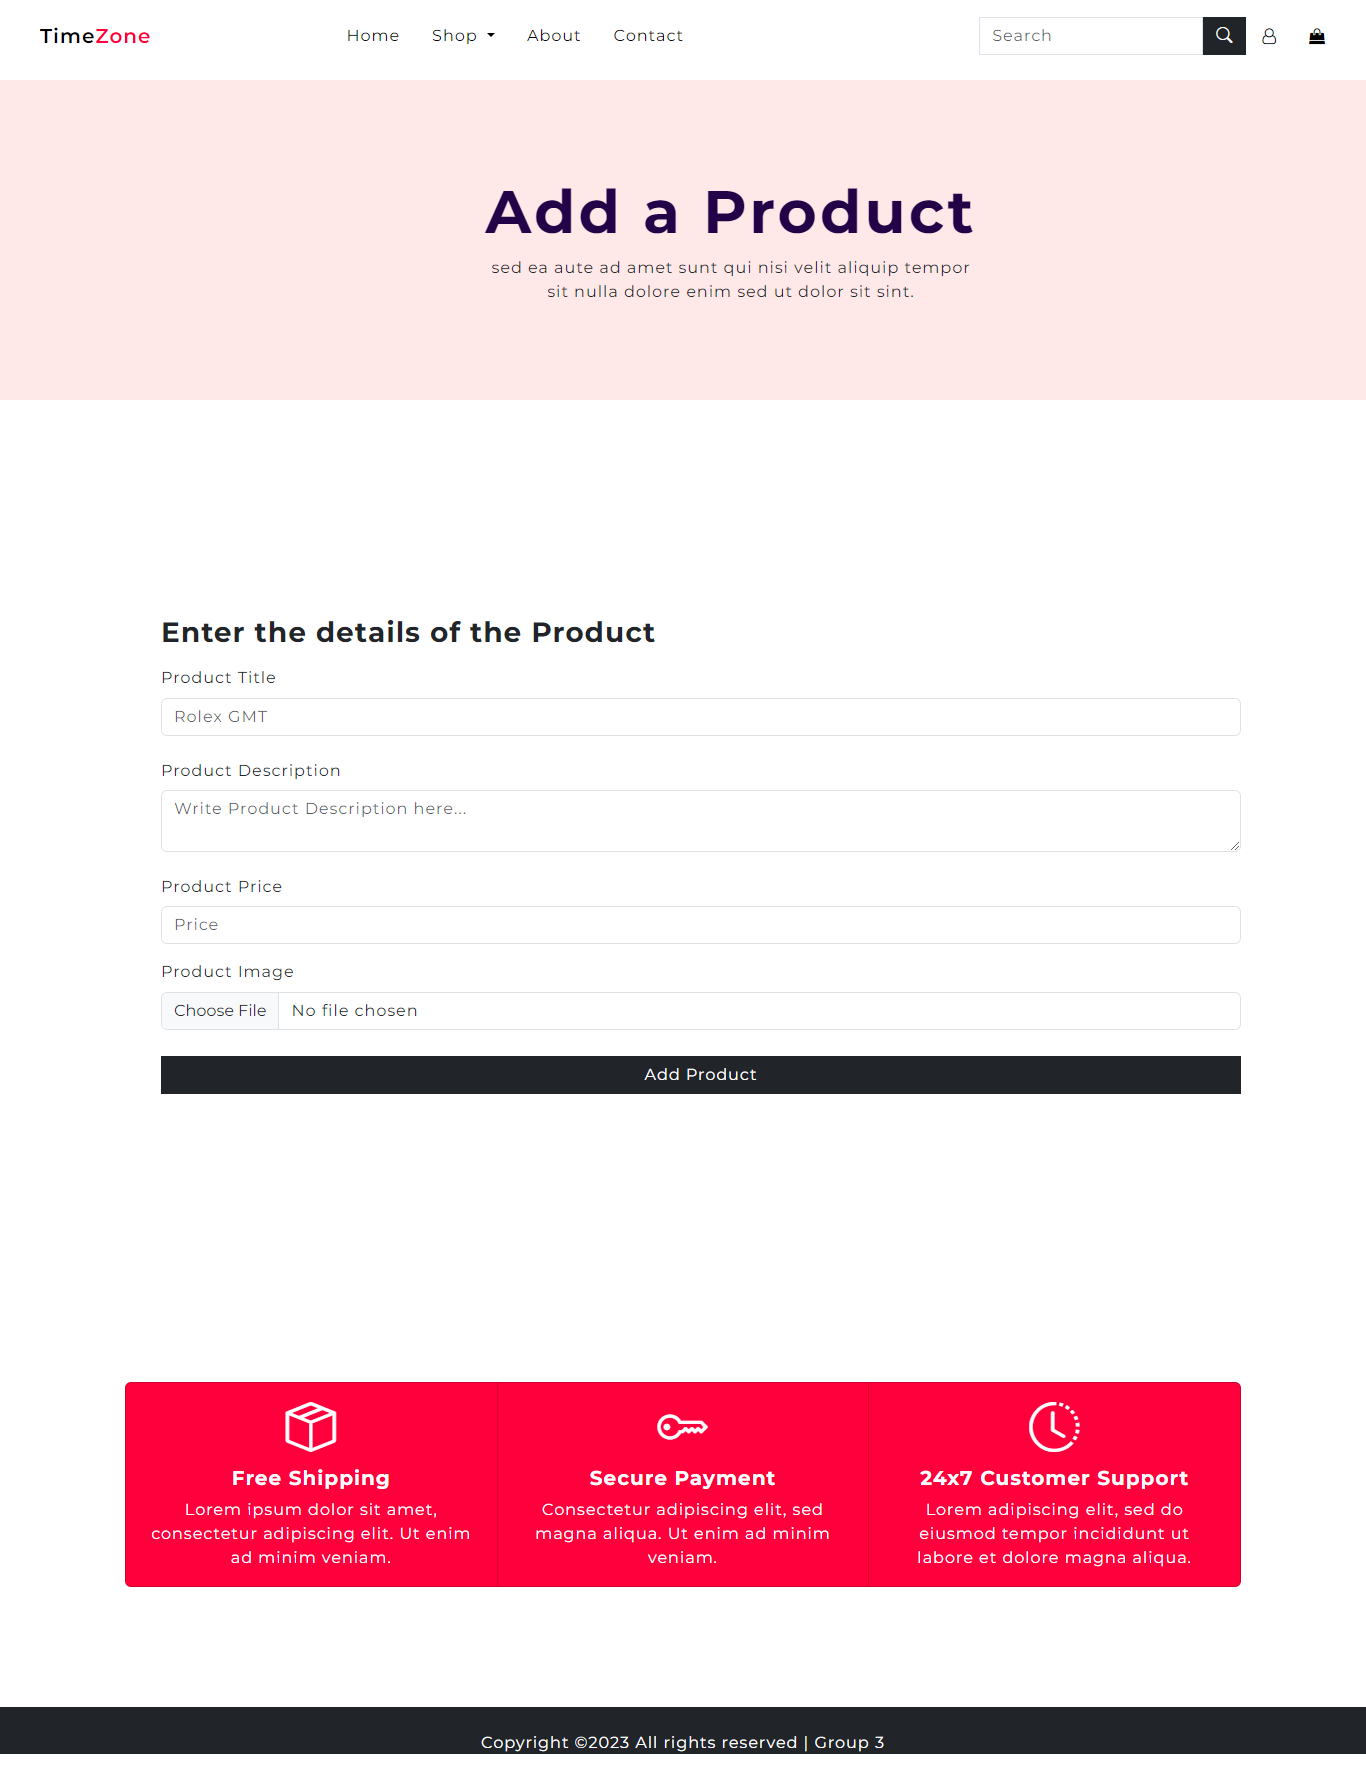 TimeZone Home Shop About Contact Search
Add a Product
sed ea aute ad amet sunt qui nisi velit aliquip tempor
sit nulla dolore enim sed ut dolor sit sint.
Enter the details of the Product
Product Title
Rolex GMT
Product Description
Write Product Description here...
Product Price
Price
Product Image
Choose File No file chosen
Add Product
Free Shipping
Lorem ipsum dolor sit amet,
consectetur adipiscing elit. Ut enim
ad minim veniam.
Secure Payment
Consectetur adipiscing elit, sed
magna aliqua. Ut enim ad minim
veniam.
24x7 Customer Support
Lorem adipiscing elit, sed do
eiusmod tempor incididunt ut
labore et dolore magna aliqua.
Copyright ©2023 All rights reserved | Group 3